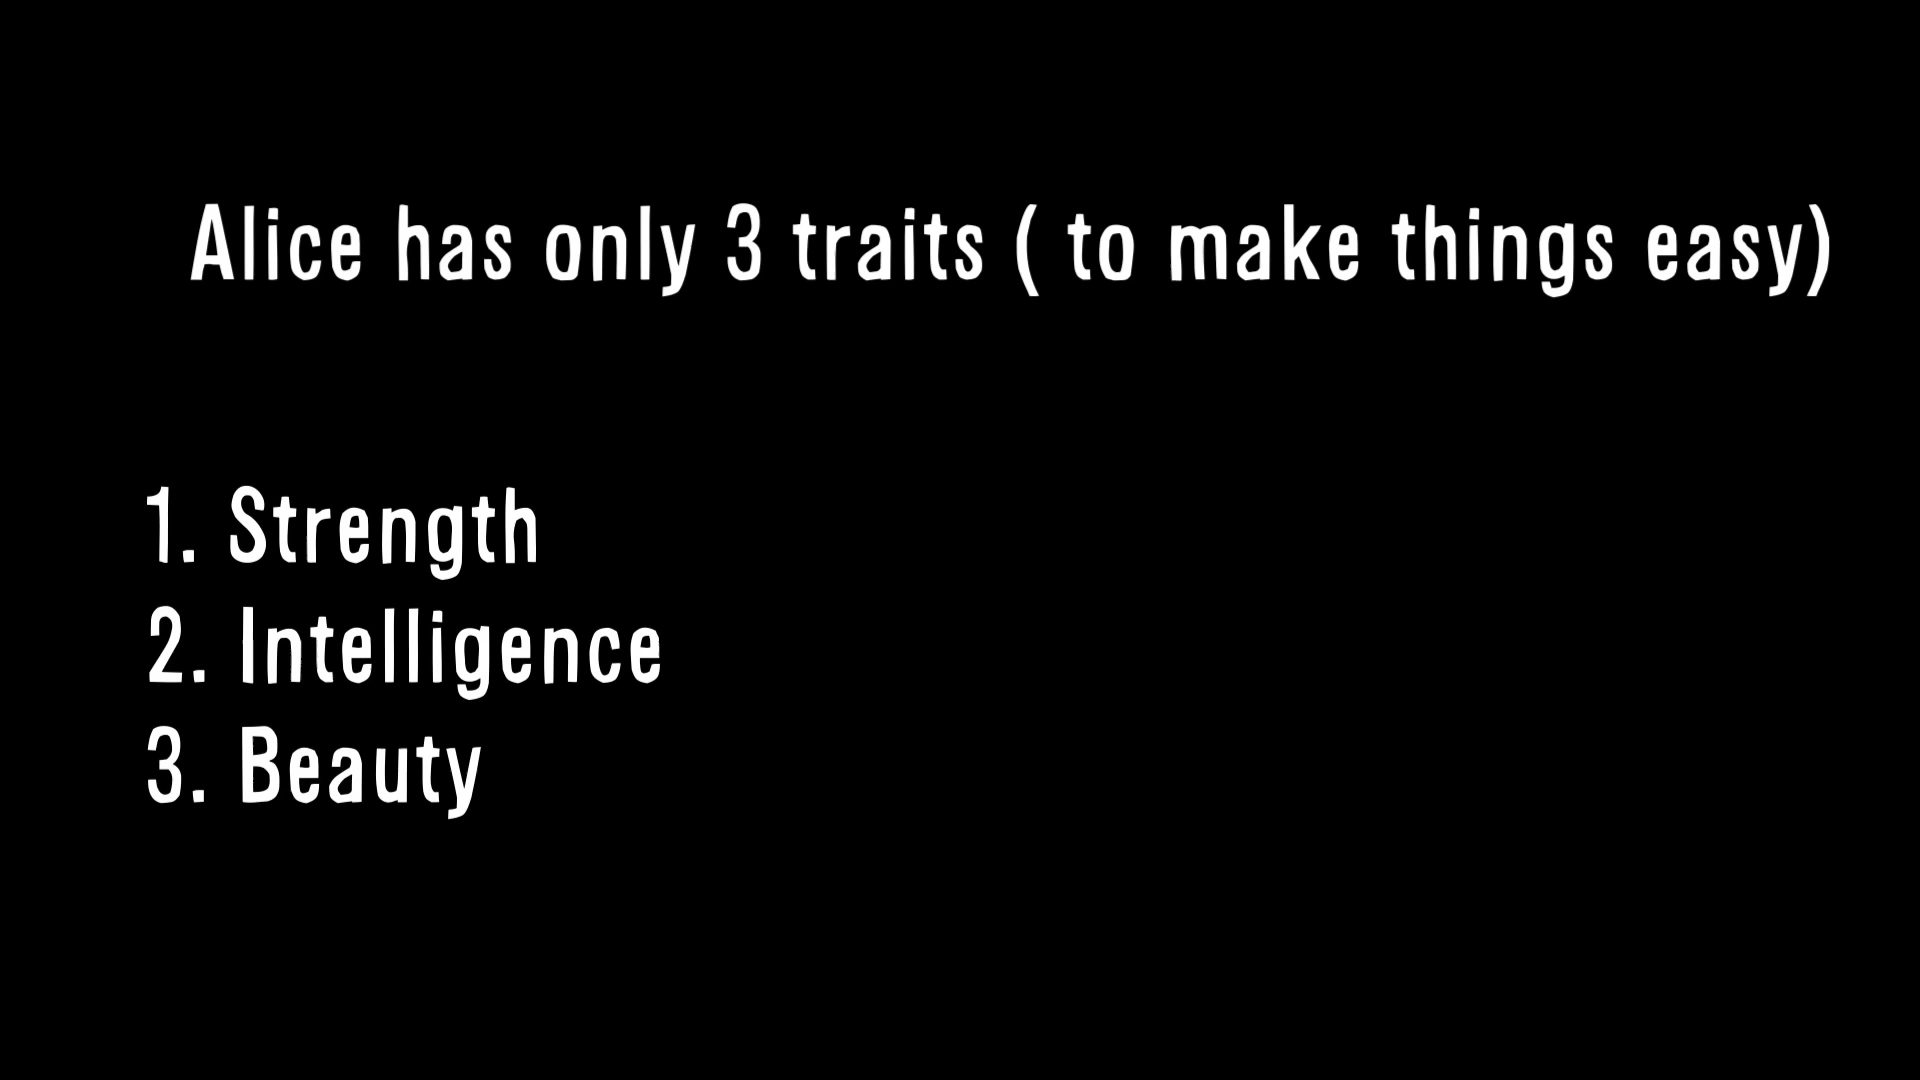 Alice has only 3 traits ( to make things easy)
1. Strength
2. Intelligence
3. Beauty